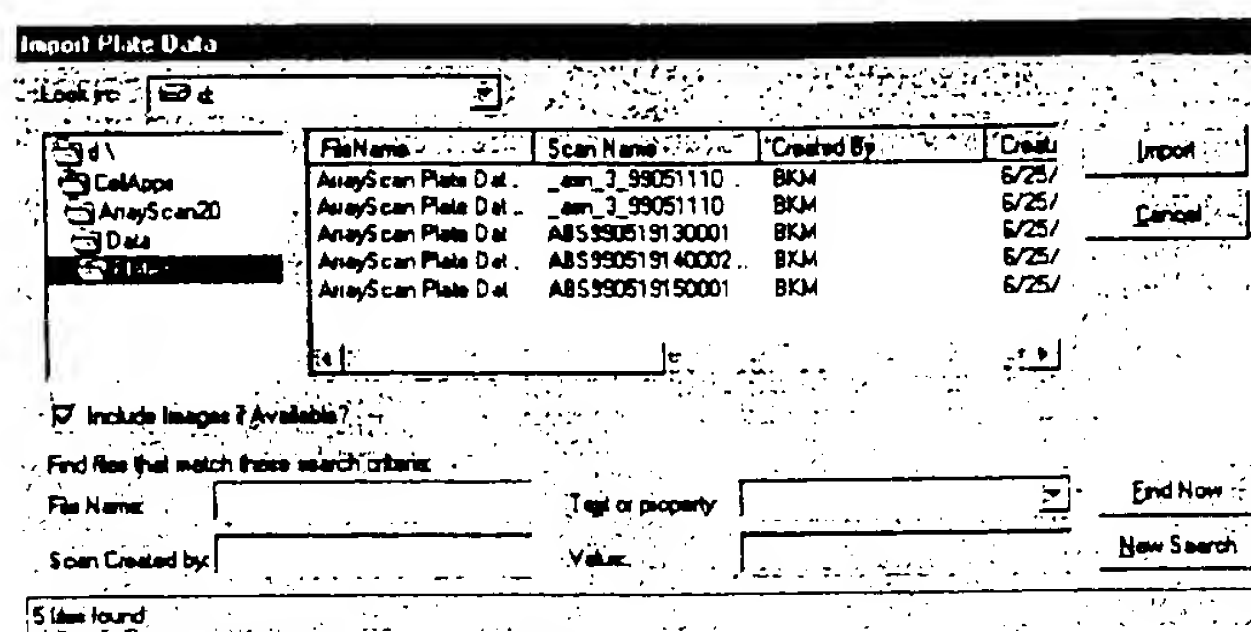 Import Plate Data
Look in: d:
d:\
CellApps
ArrayScan20
Data
FileName Scan Name Created By Creat
ArrayScan Plate Dat.. _asn_3_99051110.. BKM 6/25/
ArrayScan Plate Dat.. _asn_3_99051110 BKM 6/25/
ArrayScan Plate Dat ABS990519130001 BKM 6/25/
ArrayScan Plate Dat.. ABS990519140002.. BKM 6/25/
ArrayScan Plate Dat ABS990519150001 BKM 6/25/
Import
Cancel
Include Images if Available?
Find files that match these search criteria:
File Name: Text or property Find Now
Scan Created by: Value: New Search
5 files found